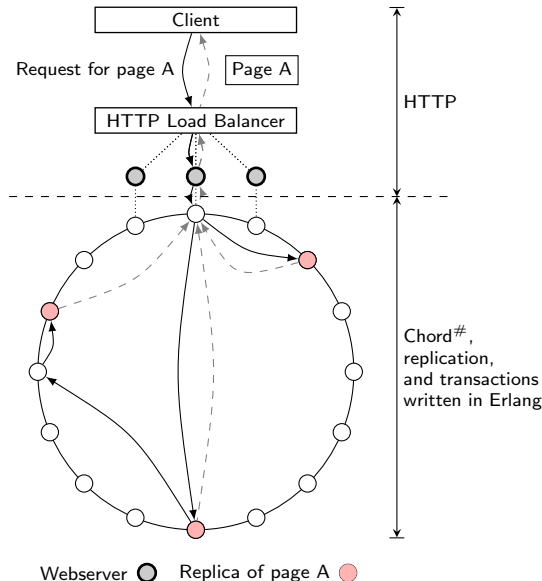 Client
Request for page A
Page A
HTTP Load Balancer
HTTP
Chord#,
replication,
and transactions
written in Erlang
Webserver
Replica of page A